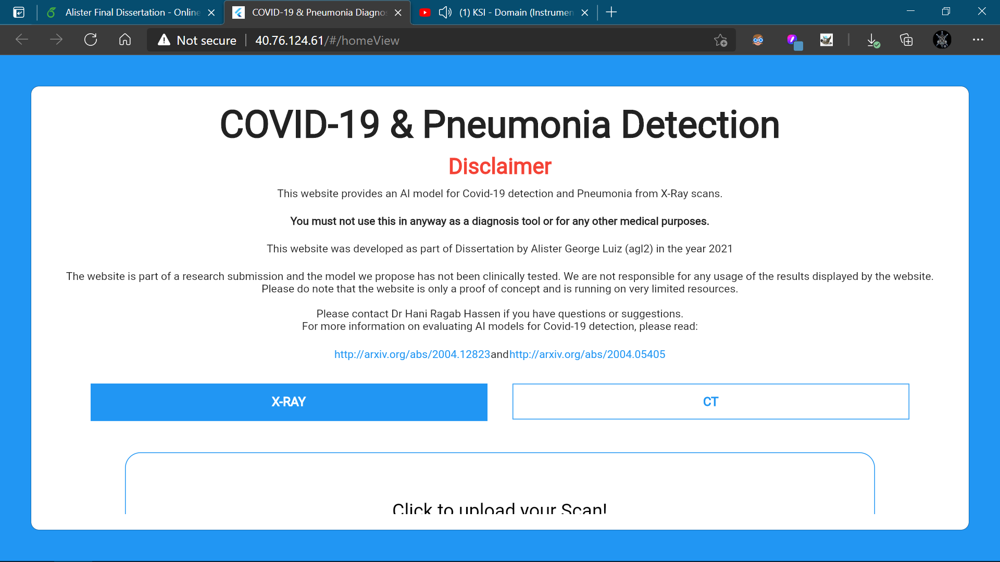 Alister Final Dissertation - Online
COVID-19 & Pneumonia Diagnos
(1) KSI - Domain (Instrumen
Not secure
40.76.124.61/#/homeView
COVID-19 & Pneumonia Detection
Disclaimer
This website provides an AI model for Covid-19 detection and Pneumonia from X-Ray scans.
You must not use this in anyway as a diagnosis tool or for any other medical purposes.
This website was developed as part of Dissertation by Alister George Luiz (agl2) in the year 2021
The website is part of a research submission and the model we propose has not been clinically tested. We are not responsible for any usage of the results displayed by the website.
Please do note that the website is only a proof of concept and is running on very limited resources.
Please contact Dr Hani Ragab Hassen if you have questions or suggestions.
For more information on evaluating AI models for Covid-19 detection, please read:
http://arxiv.org/abs/2004.12823andhttp://arxiv.org/abs/2004.05405
X-RAY
CT
Click to upload your Scan!